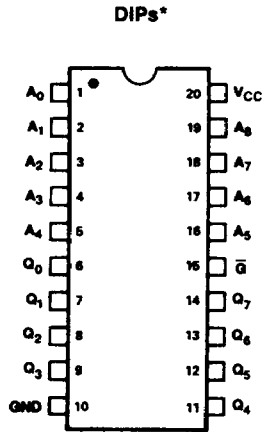 DIPs*
A₀ 1 20 VCC
A₁ 2 19 A₈
A₂ 3 18 A₇
A₃ 4 17 A₆
A₄ 5 16 A₅
Q₀ 6 15 G̅
Q₁ 7 14 Q₇
Q₂ 8 13 Q₆
Q₃ 9 12 Q₅
GND 10 11 Q₄